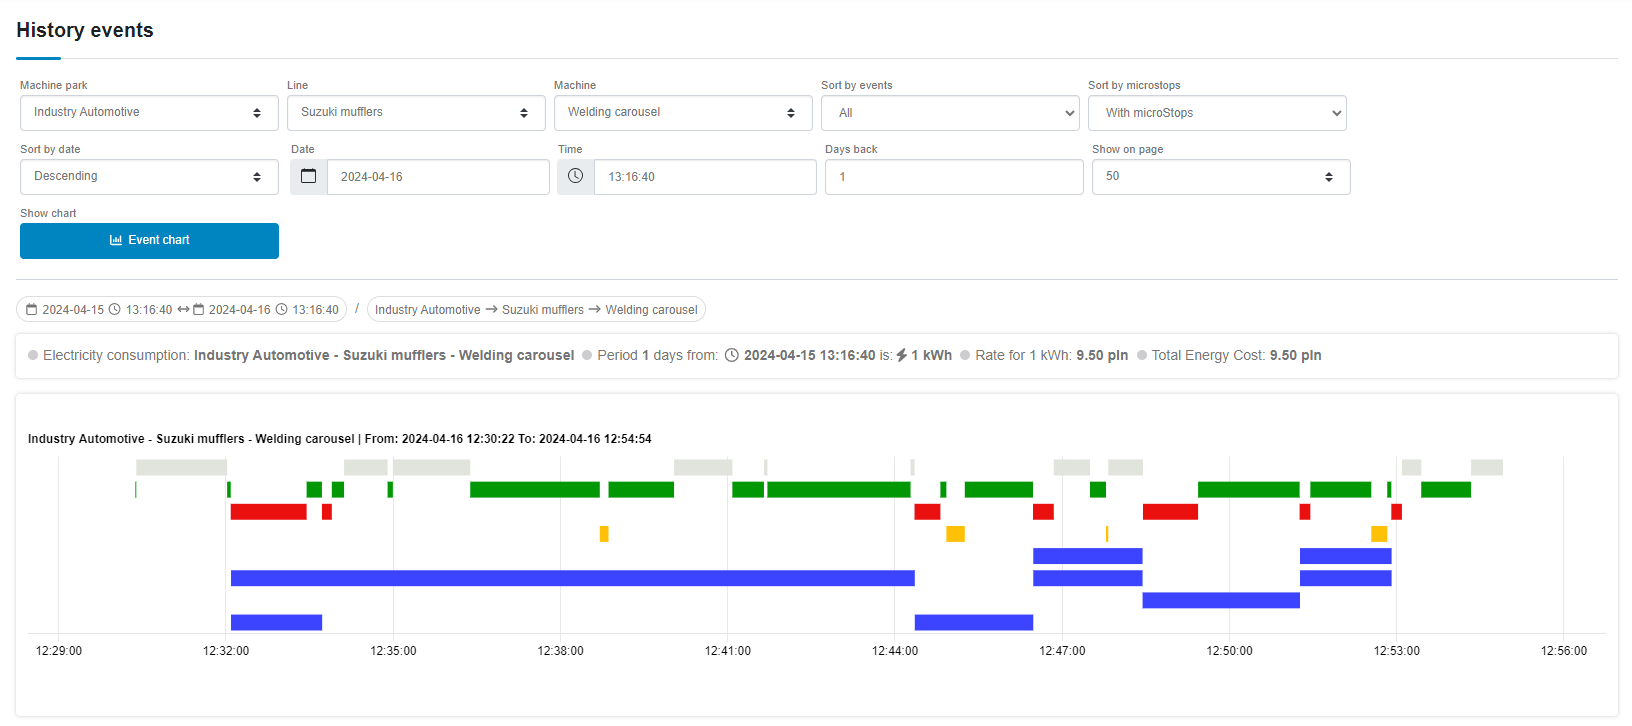 History events
Machine park Line Machine Sort by events Sort by microstops
Industry Automotive Suzuki mufflers Welding carousel All With microStops
Sort by date Date Time Days back Show on page
Descending 2024-04-16 13:16:40 1 50
Show chart
Event chart
2024-04-15 13:16:40 ↔ 2024-04-16 13:16:40 / Industry Automotive → Suzuki mufflers → Welding carousel
Electricity consumption: Industry Automotive - Suzuki mufflers - Welding carousel Period 1 days from: 2024-04-15 13:16:40 is: 1 kWh Rate for 1 kWh: 9.50 pln Total Energy Cost: 9.50 pln
Industry Automotive - Suzuki mufflers - Welding carousel | From: 2024-04-16 12:30:22 To: 2024-04-16 12:54:54
12:29:00 12:32:00 12:35:00 12:38:00 12:41:00 12:44:00 12:47:00 12:50:00 12:53:00 12:56:00